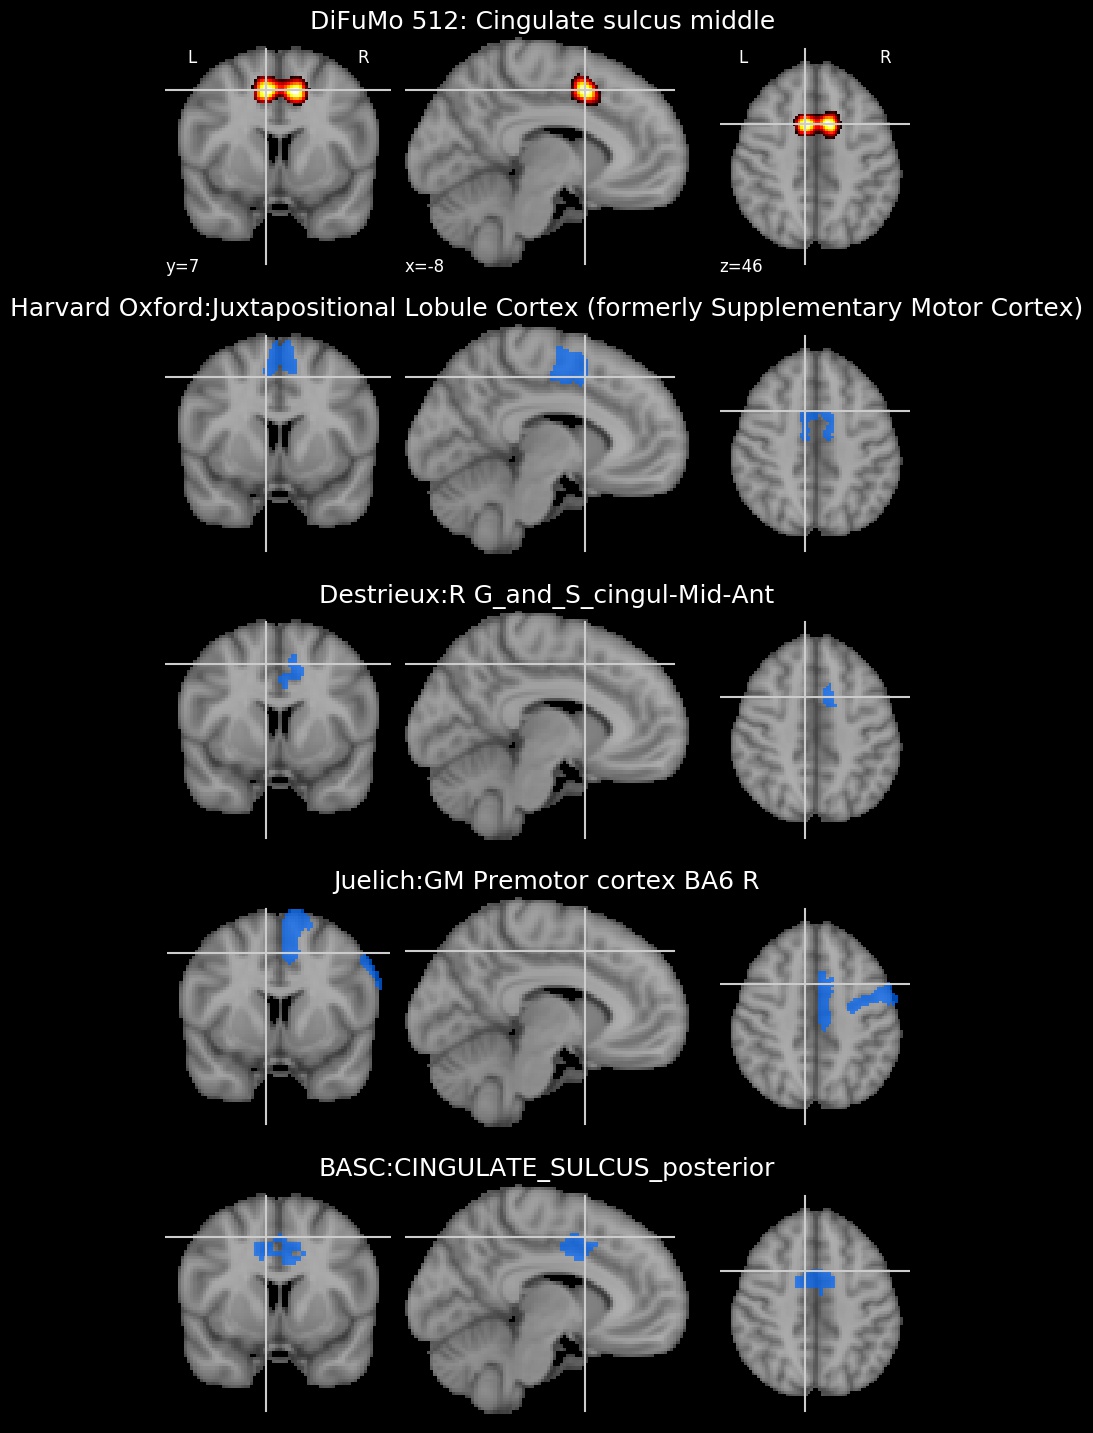 DiFuMo 512: Cingulate sulcus middle
L R L R
y=7 x=-8 z=46
Harvard Oxford:Juxtapositional Lobule Cortex (formerly Supplementary Motor Cortex)
Destrieux:R G_and_S_cingul-Mid-Ant
Juelich:GM Premotor cortex BA6 R
BASC:CINGULATE_SULCUS_posterior